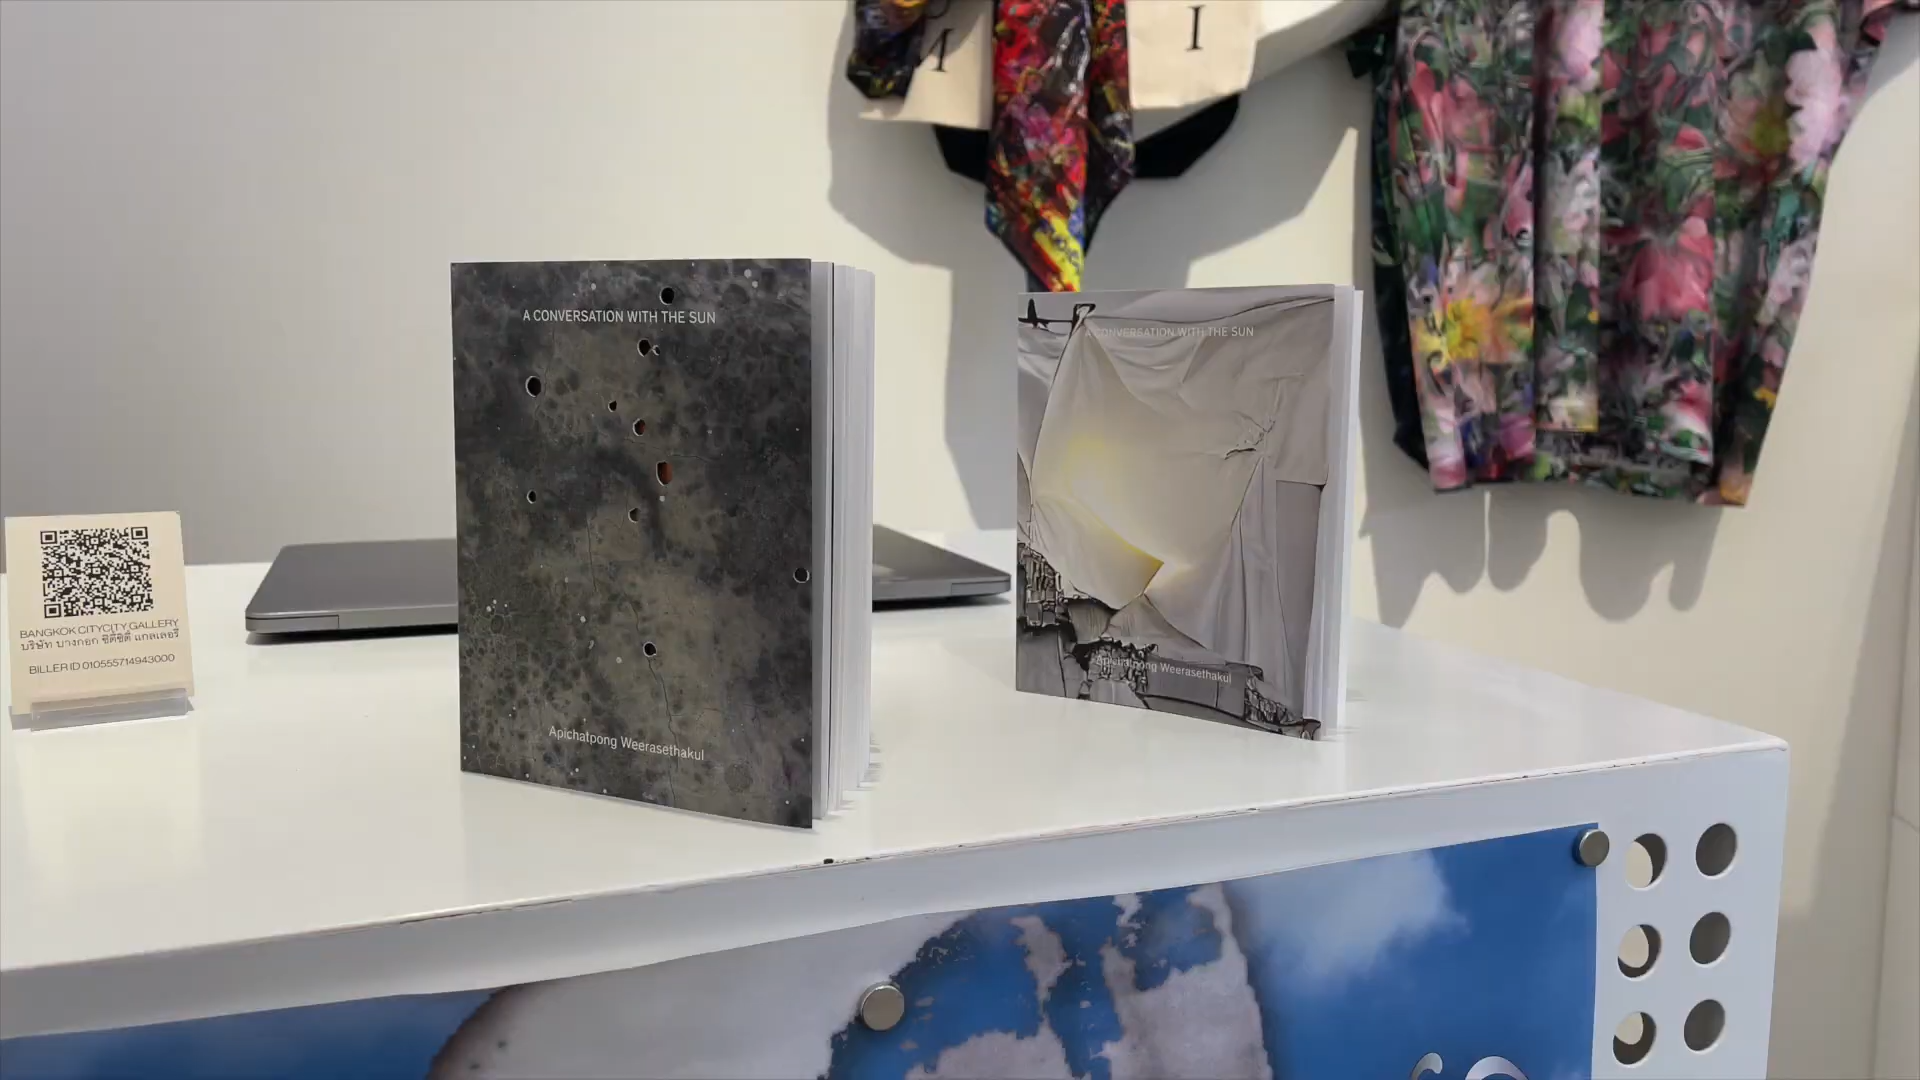 A CONVERSATION WITH THE SUN
Apichatpong Weerasethakul
A CONVERSATION WITH THE SUN
Apichatpong Weerasethakul
BANGKOK CITYCITY GALLERY
บริษัท บางกอก ซิตี้ซิตี้ แกลเลอรี่
BILLER ID 010555714943000
I